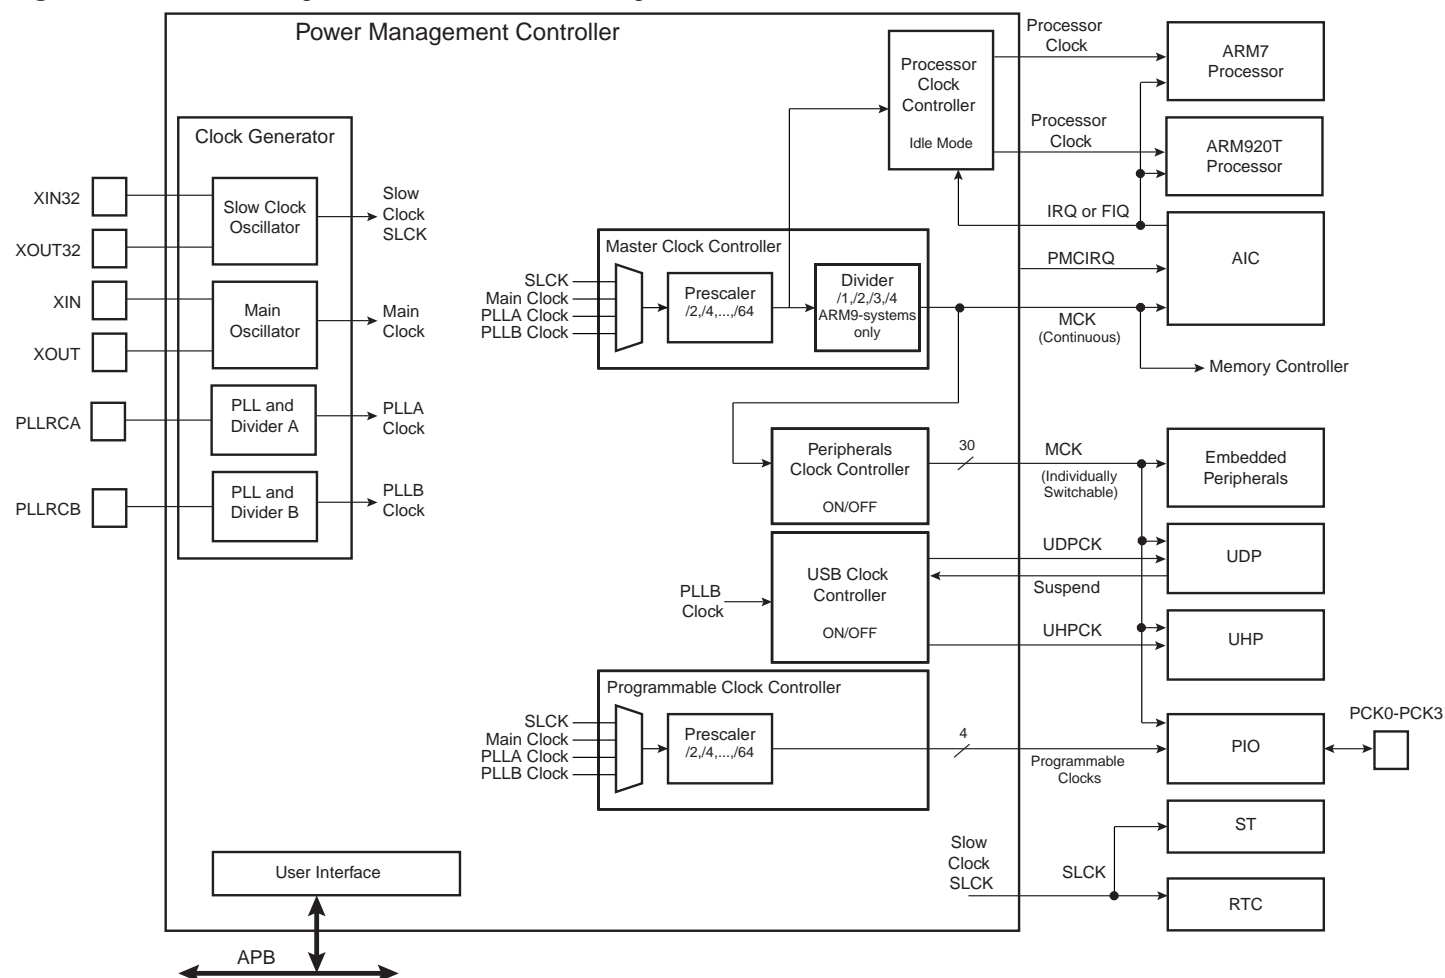 Power Management Controller
Clock Generator
XIN32
XOUT32
Slow Clock
Oscillator
Slow
Clock
SLCK
XIN
XOUT
Main
Oscillator
Main
Clock
PLLRCA
PLL and
Divider A
PLLA
Clock
PLLRCB
PLL and
Divider B
PLLB
Clock
Processor
Clock
Controller
Idle Mode
Processor
Clock
ARM7
Processor
Processor
Clock
ARM920T
Processor
IRQ or FIQ
PMCIRQ
AIC
Master Clock Controller
SLCK
Main Clock
PLLA Clock
PLLB Clock
Prescaler
/2,/4,...,/64
Divider
/1,/2,/3,/4
ARM9-systems
only
MCK
(Continuous)
Memory Controller
Peripherals
Clock Controller
ON/OFF
30
MCK
(Individually
Switchable)
Embedded
Peripherals
PLLB
Clock
USB Clock
Controller
ON/OFF
UDPCK
Suspend
UDP
UHPCK
UHP
Programmable Clock Controller
SLCK
Main Clock
PLLA Clock
PLLB Clock
Prescaler
/2,/4,...,/64
4
Programmable
Clocks
PIO
PCK0-PCK3
Slow
Clock
SLCK
SLCK
ST
RTC
User Interface
APB